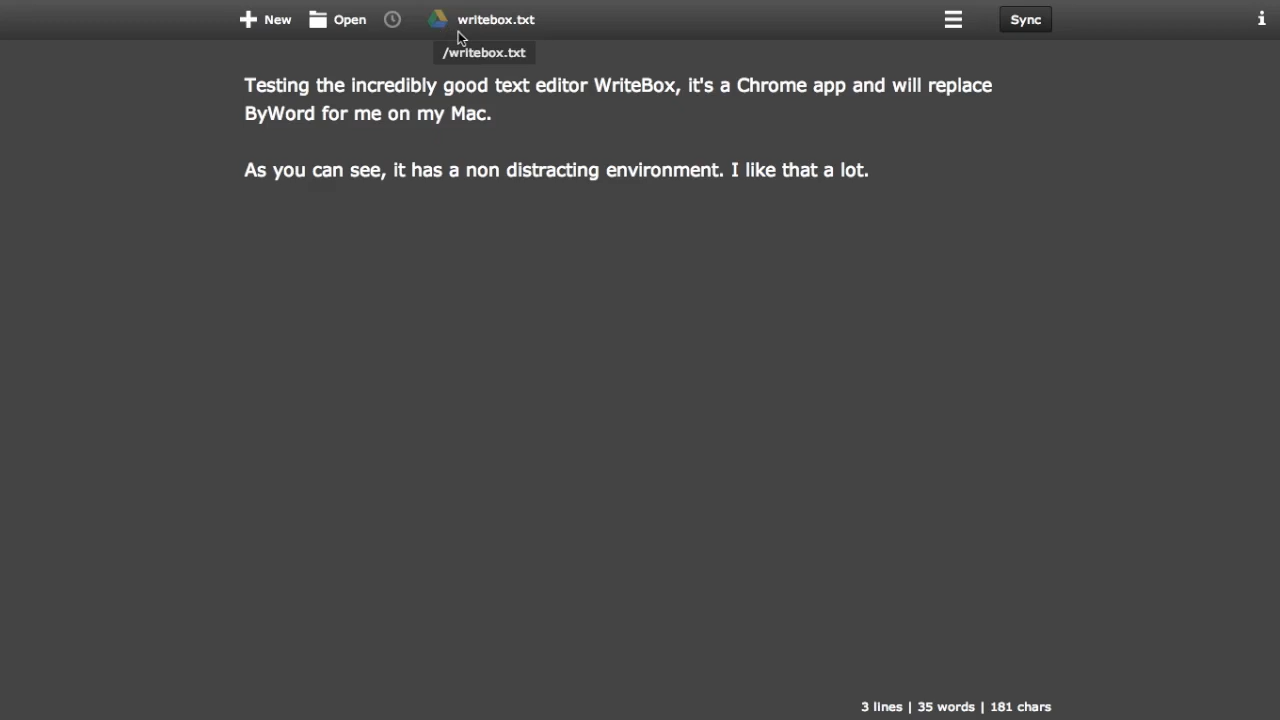 New Open writebox.txt Sync
/writebox.txt
Testing the incredibly good text editor WriteBox, it's a Chrome app and will replace
ByWord for me on my Mac.
As you can see, it has a non distracting environment. I like that a lot.
3 lines | 35 words | 181 chars